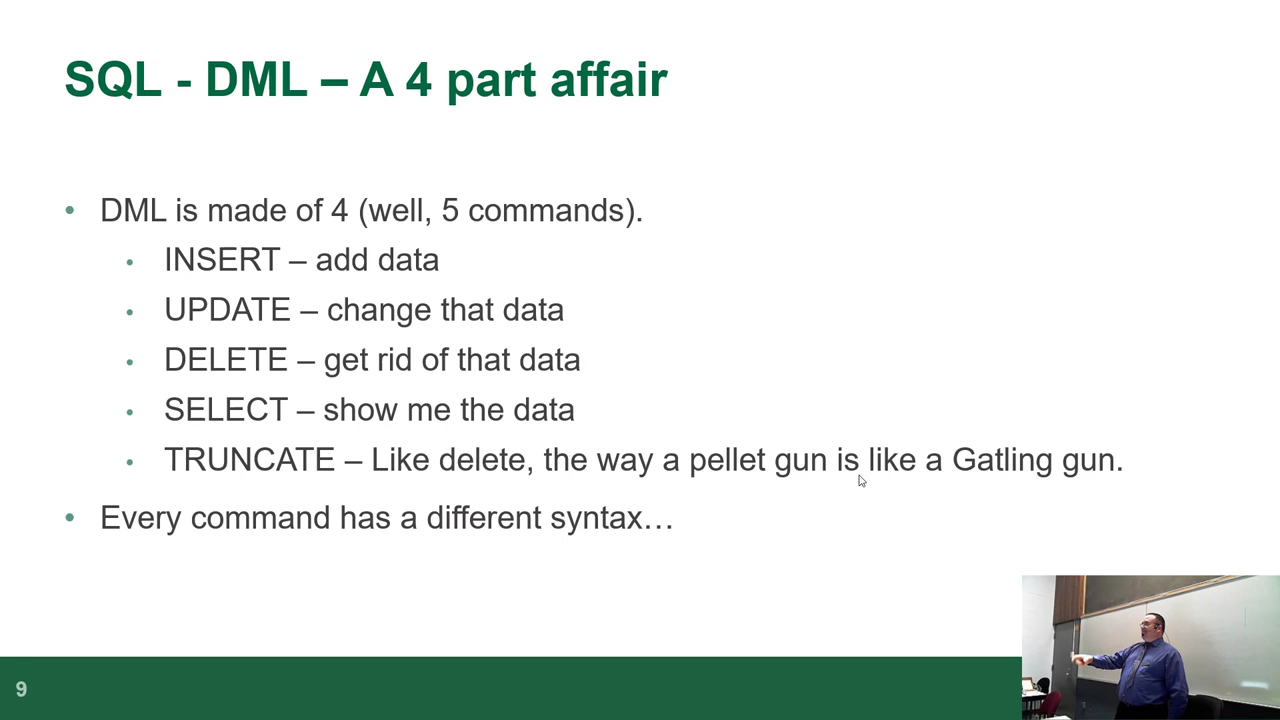 SQL - DML – A 4 part affair
• DML is made of 4 (well, 5 commands).
• INSERT – add data
• UPDATE – change that data
• DELETE – get rid of that data
• SELECT – show me the data
• TRUNCATE – Like delete, the way a pellet gun is like a Gatling gun.
• Every command has a different syntax…
9